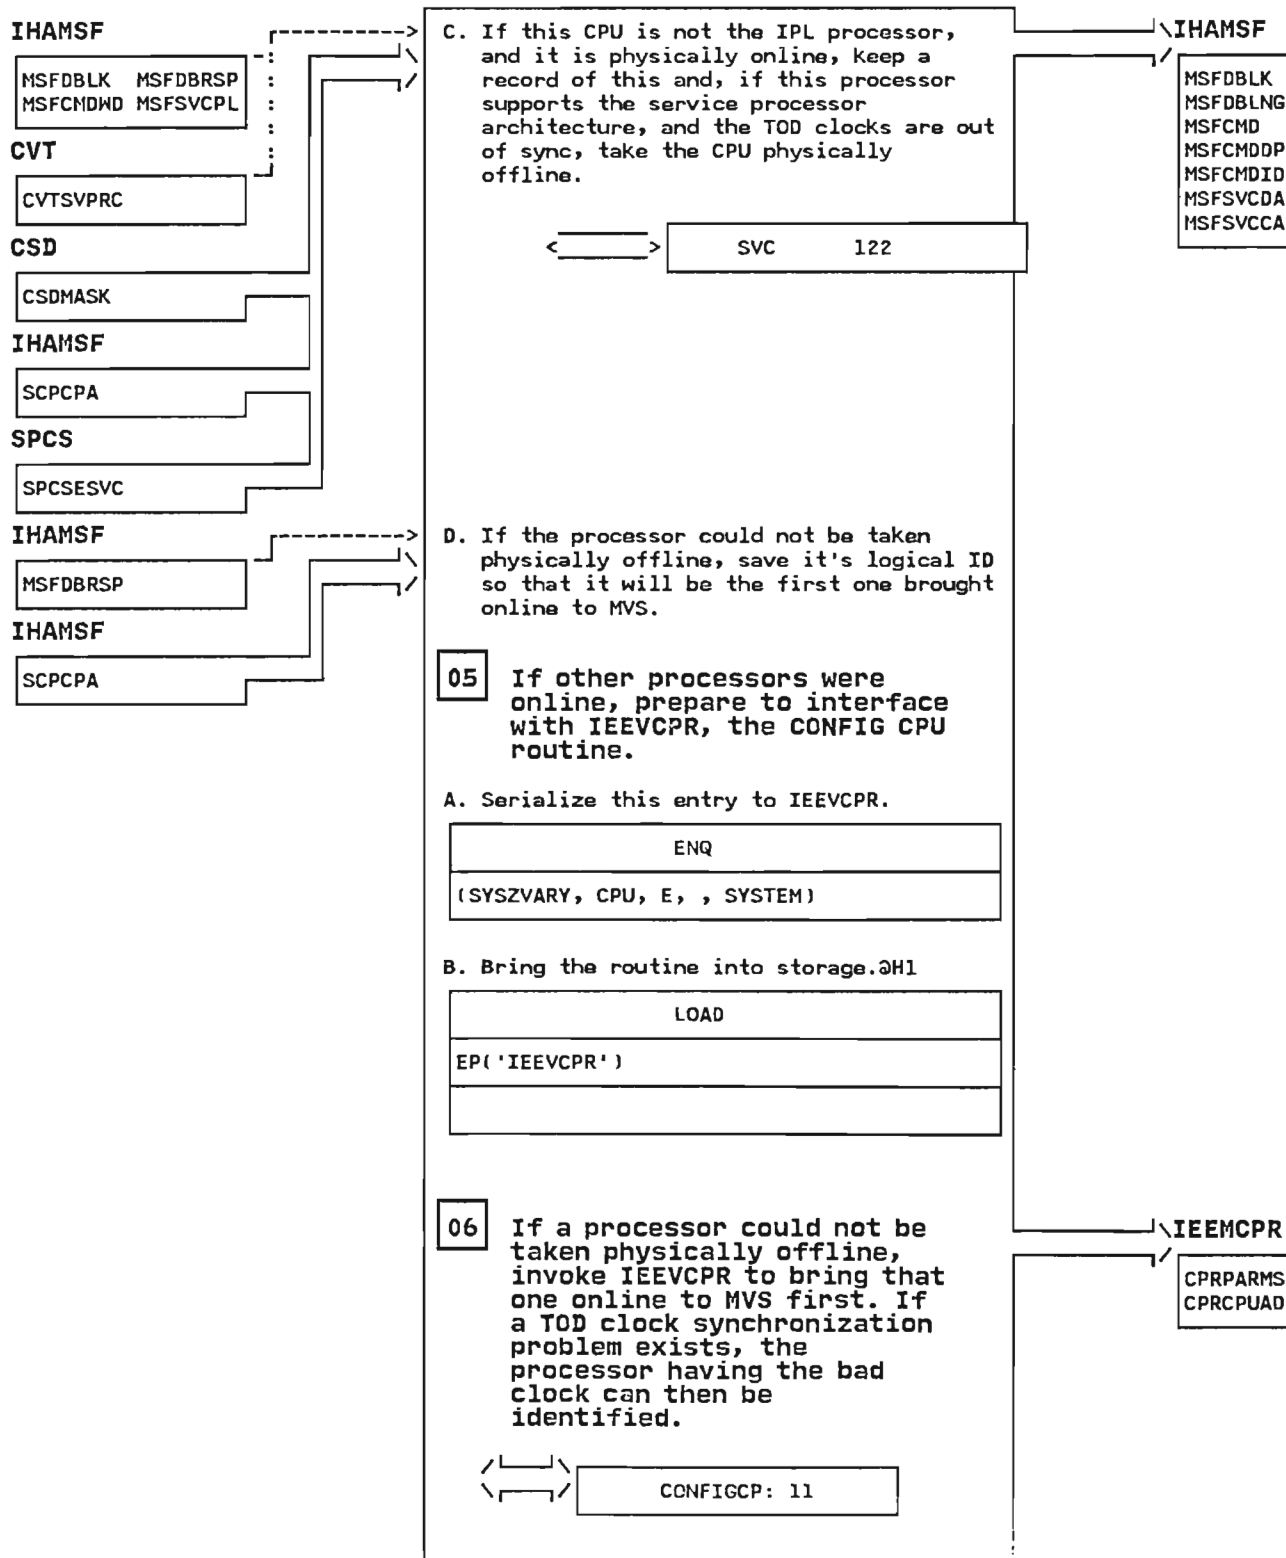 IHAMSF
MSFDBLK MSFDBRSP
MSFCMDWD MSFSVCPL
CVT
CVTSVPRC
CSD
CSDMASK
IHAMSF
SCPCPA
SPCS
SPCSESVC
IHAMSF
MSFDBRSP
IHAMSF
SCPCPA
C. If this CPU is not the IPL processor,
and it is physically online, keep a
record of this and, if this processor
supports the service processor
architecture, and the TOD clocks are out
of sync, take the CPU physically
offline.
SVC 122
D. If the processor could not be taken
physically offline, save it's logical ID
so that it will be the first one brought
online to MVS.
05 If other processors were
online, prepare to interface
with IEEVCPR, the CONFIG CPU
routine.
A. Serialize this entry to IEEVCPR.
ENQ
(SYSZVARY, CPU, E, , SYSTEM)
B. Bring the routine into storage.@H1
LOAD
EP('IEEVCPR')
06 If a processor could not be
taken physically offline,
invoke IEEVCPR to bring that
one online to MVS first. If
a TOD clock synchronization
problem exists, the
processor having the bad
clock can then be
identified.
CONFIGCP: 11
IHAMSF
MSFDBLK
MSFDBLNG
MSFCMD
MSFCMDDP
MSFCMDID
MSFSVCDA
MSFSVCCA
IEEMCPR
CPRPARMS
CPRCPUAD